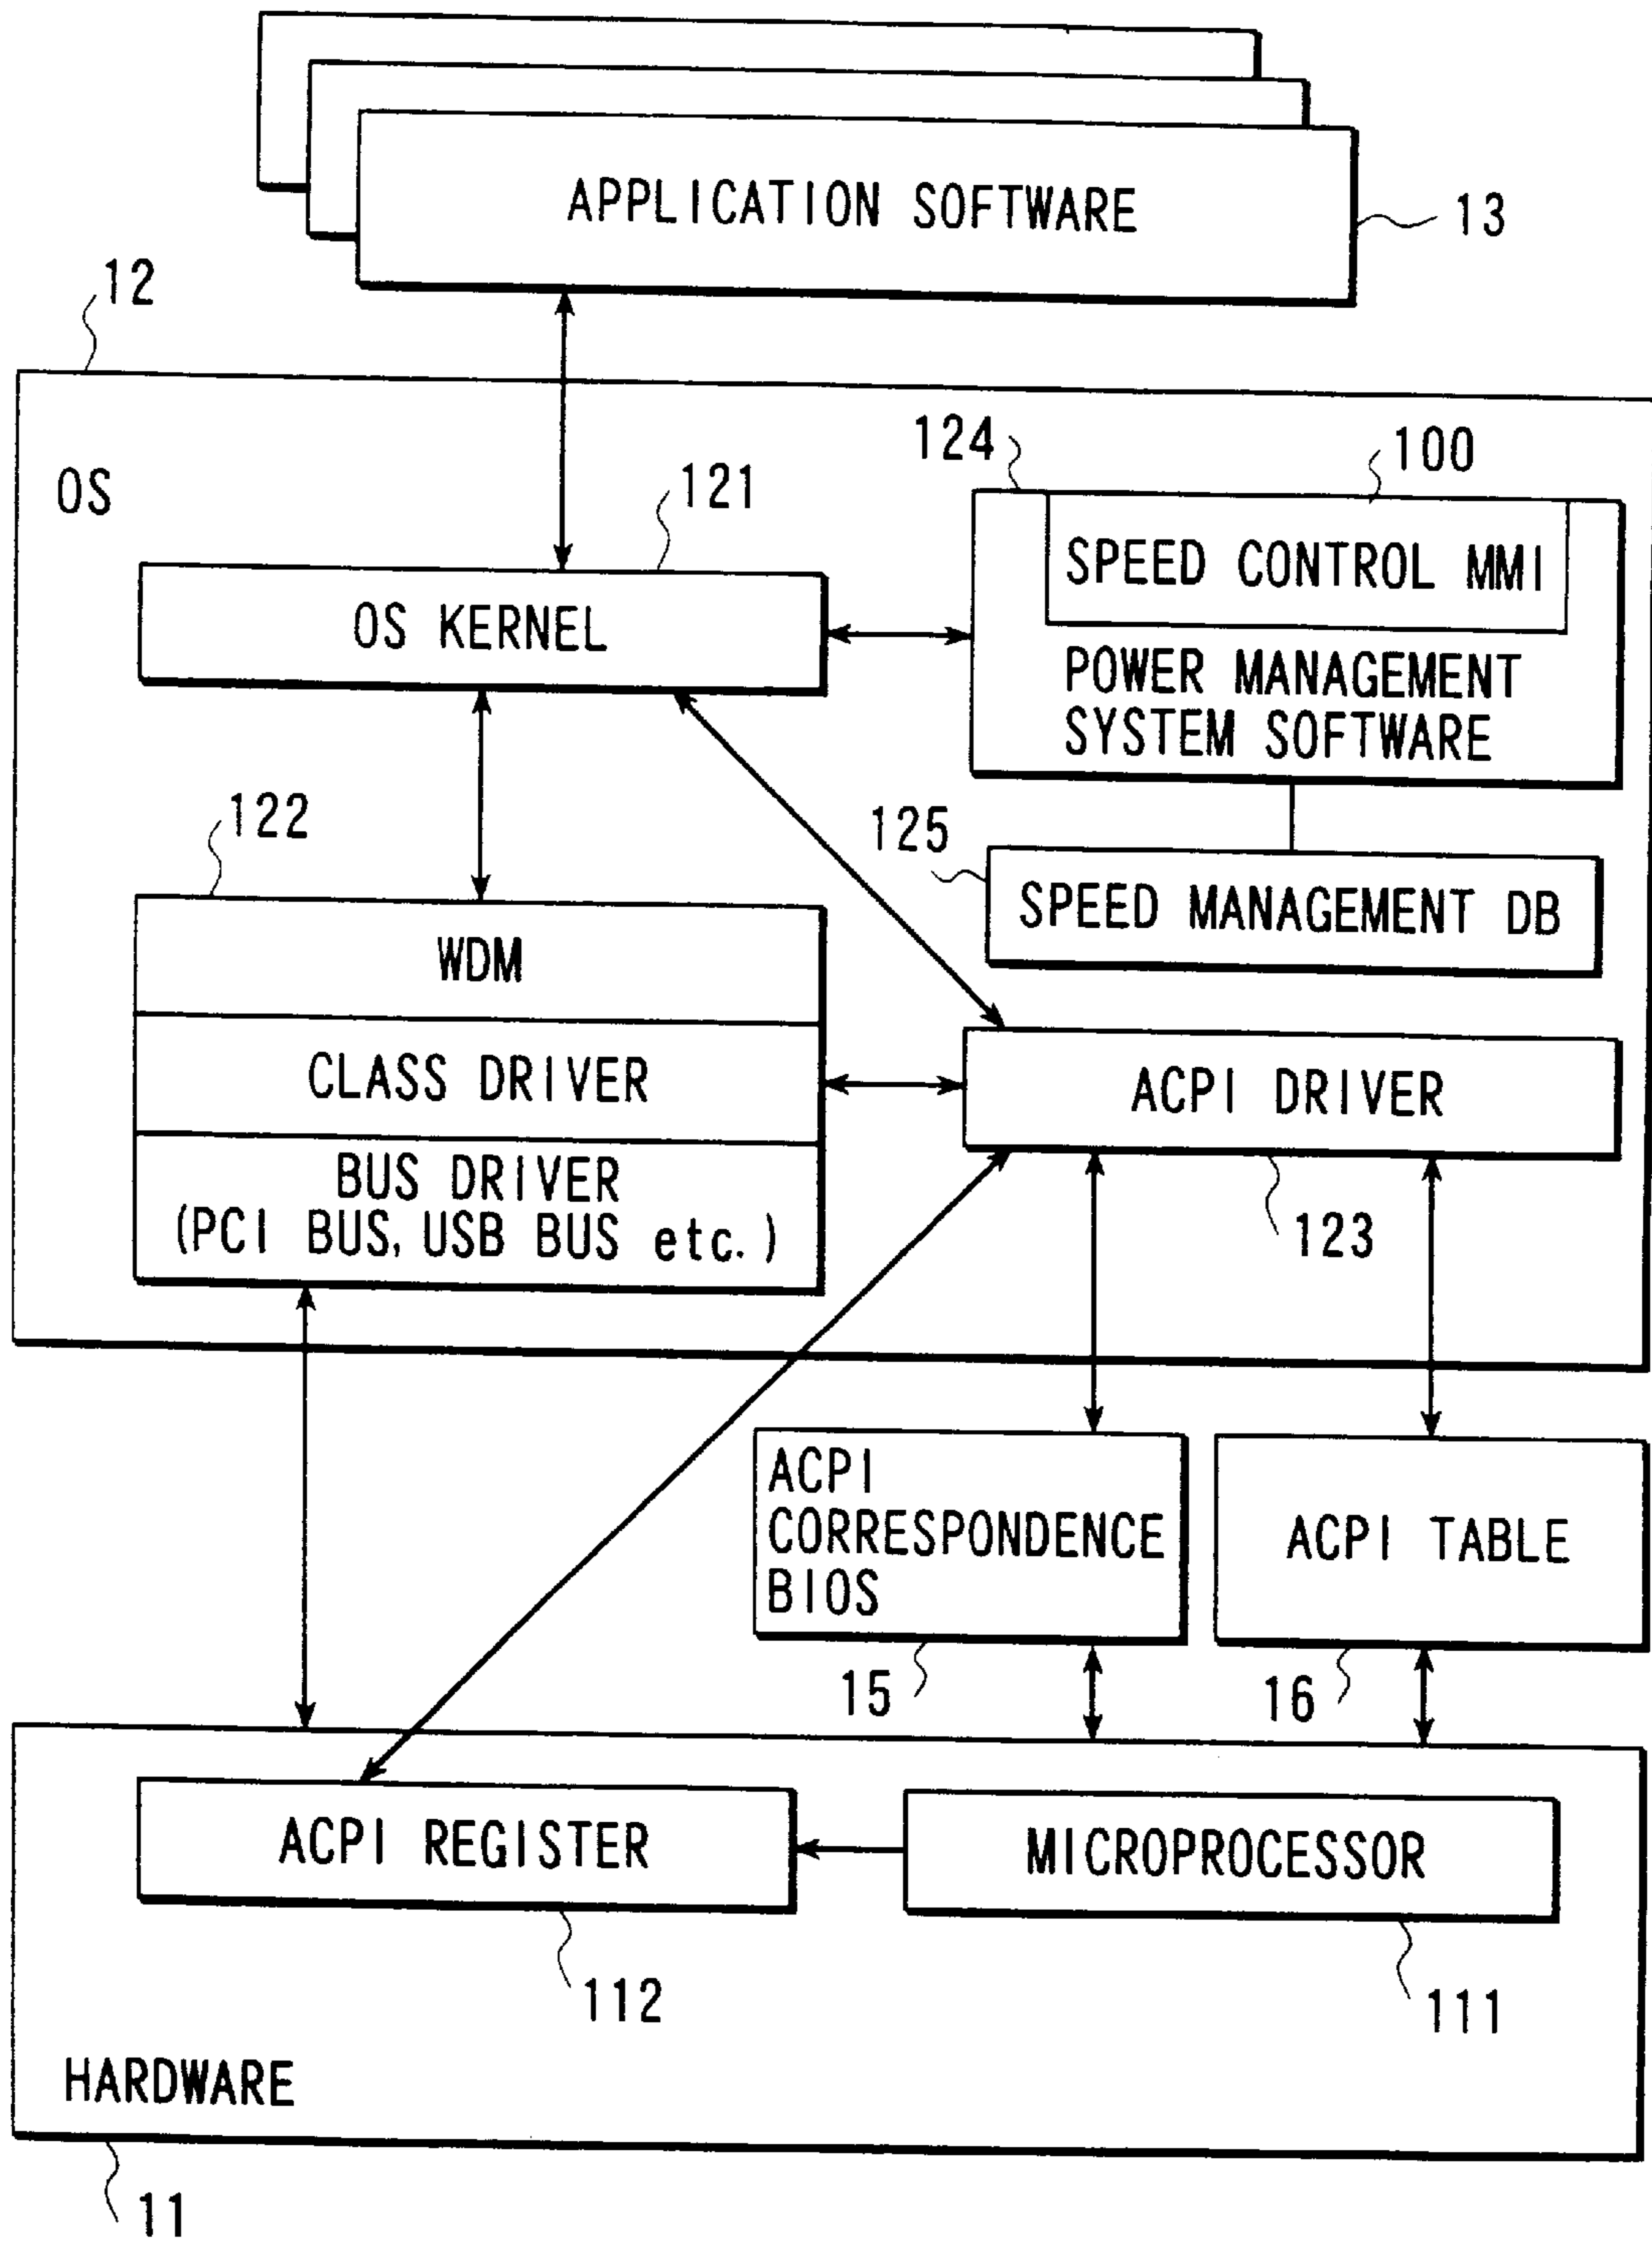 APPLICATION SOFTWARE
13
12
OS
124
100
121
SPEED CONTROL MMI
OS KERNEL
POWER MANAGEMENT
SYSTEM SOFTWARE
122
125
SPEED MANAGEMENT DB
WDM
CLASS DRIVER
ACPI DRIVER
BUS DRIVER
(PCI BUS, USB BUS etc.)
123
ACPI
CORRESPONDENCE
BIOS
ACPI TABLE
15
16
ACPI REGISTER
MICROPROCESSOR
112
111
HARDWARE
11